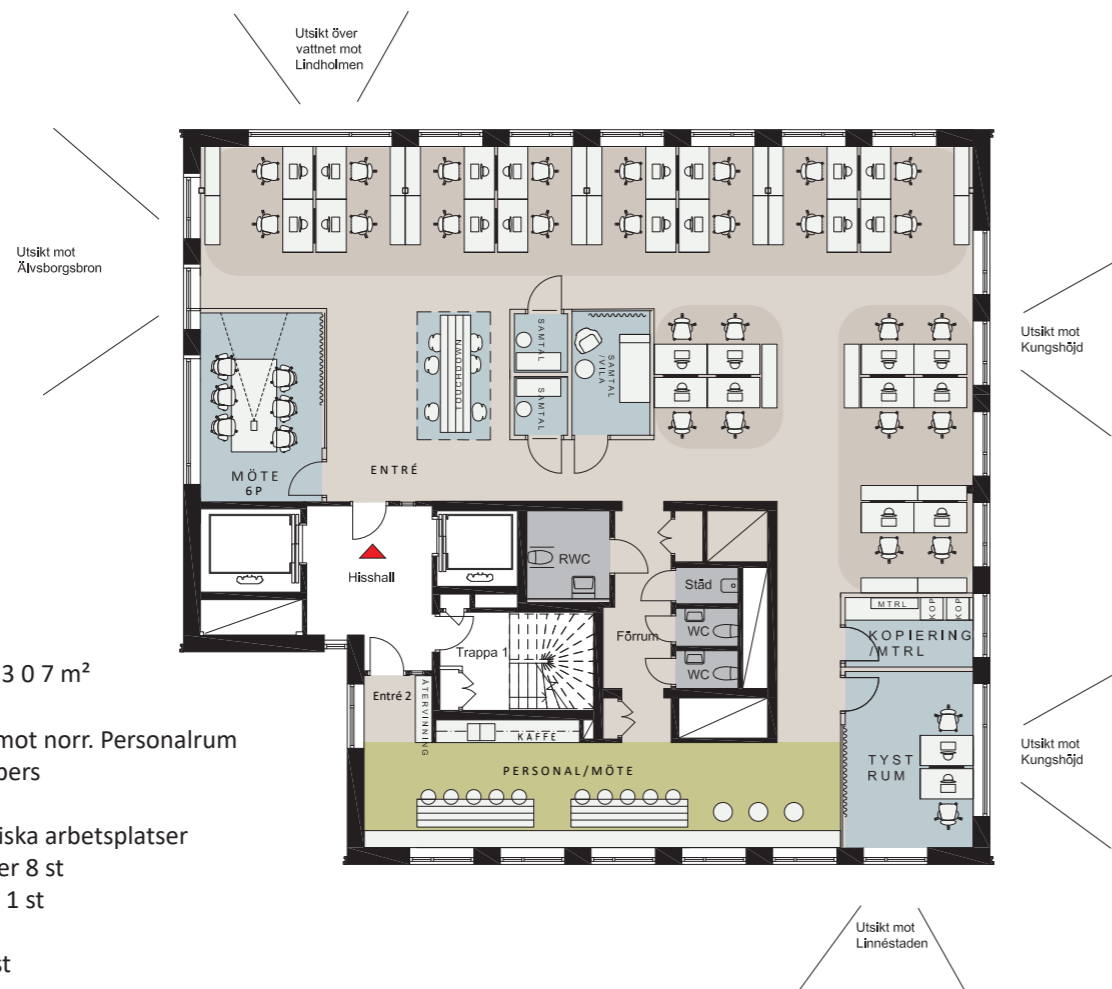 Utsikt över
vattnet mot
Lindholmen
Utsikt mot
Älvsborgsbron
Utsikt mot
Kungshöjd
SAMTAL
SAMTAL
SAMTAL
/VILA
TOUCHDOWN
MÖTE
6P
ENTRÉ
Hisshall
RWC
Städ
WC
WC
Förrum
Trappa 1
MTRL
KOP
KOP
KOPIERING
/MTRL
Entré 2
ÅTERVINNING
KAFFE
PERSONAL/MÖTE
TYST
RUM
Utsikt mot
Kungshöjd
Utsikt mot
Linnéstaden
3 0 7 m²
mot norr. Personalrum
pers
iska arbetsplatser
er 8 st
1 st
st